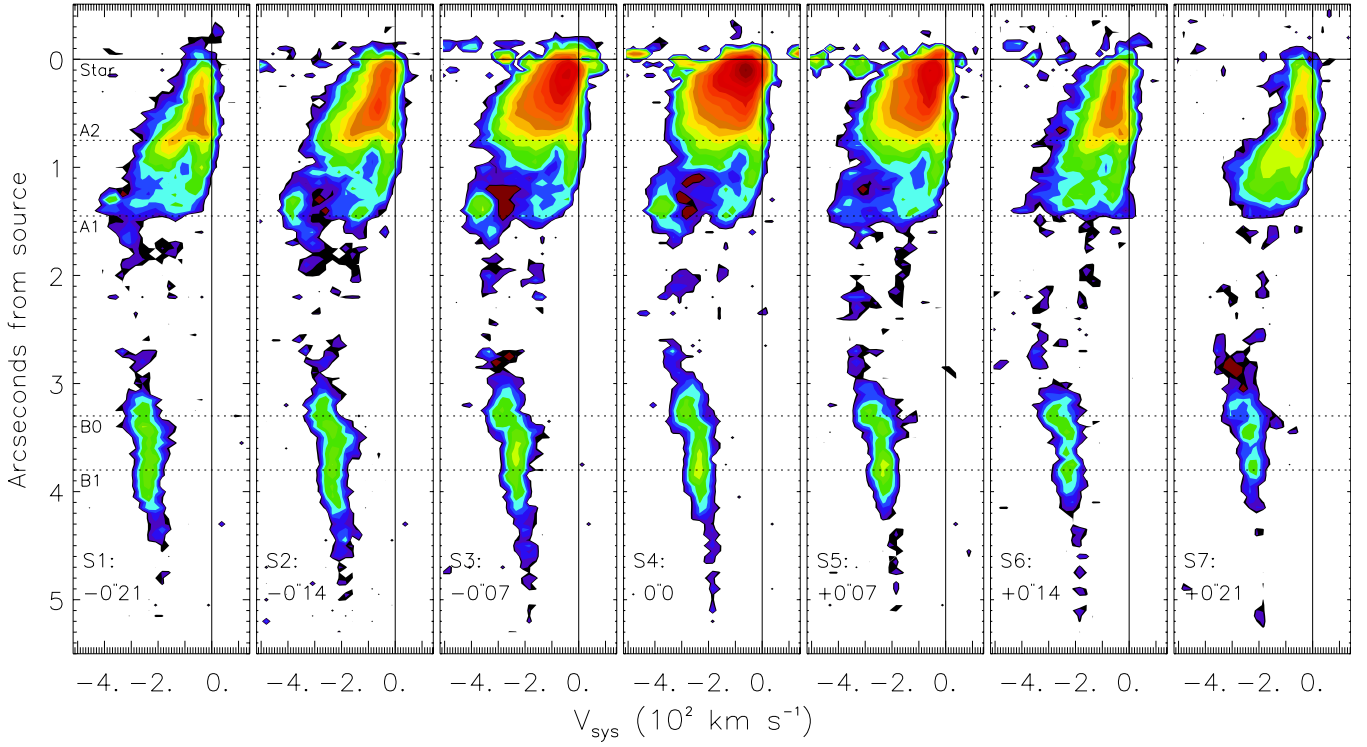 Arcseconds from source
0
1
2
3
4
5
Star
A2
A1
B0
B1
S1:
-0"21
S2:
-0"14
S3:
-0"07
S4:
0"0
S5:
+0"07
S6:
+0"14
S7:
+0"21
-4. -2. 0.
-4. -2. 0.
-4. -2. 0.
-4. -2. 0.
-4. -2. 0.
-4. -2. 0.
-4. -2. 0.
V_sys (10² km s⁻¹)